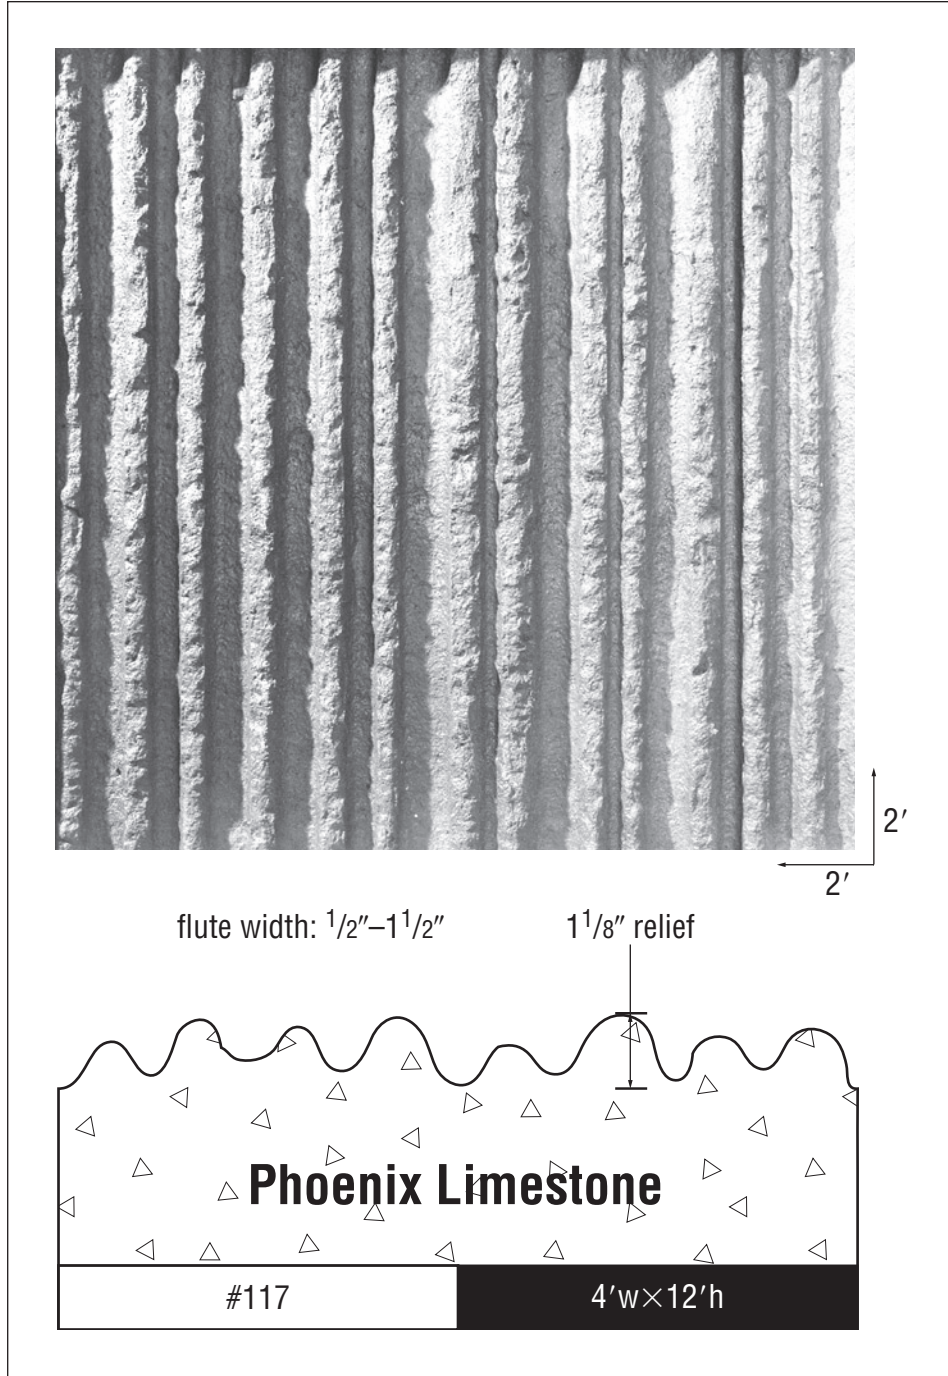 2′
2′
flute width: 1/2″–1 1/2″
1 1/8″ relief
Phoenix Limestone
#117
4′w×12′h